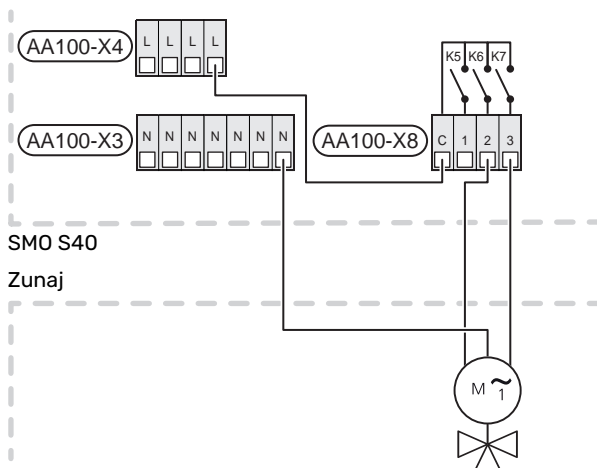 AA100-X4
L L L L
K5 K6 K7
AA100-X3
N N N N N N N
AA100-X8
C 1 2 3
SMO S40
Zunaj
M ~
1